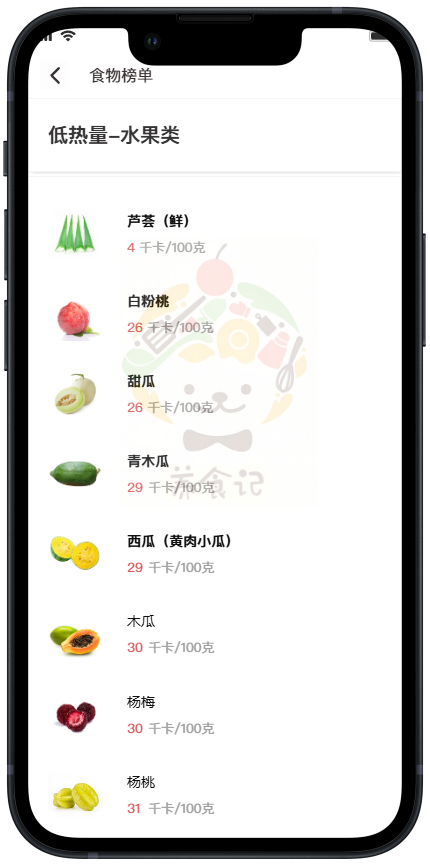 食物榜单
低热量–水果类
芦荟（鲜）
4 千卡/100克
白粉桃
26 千卡/100克
甜瓜
26 千卡/100克
青木瓜
29 千卡/100克
养食记
西瓜（黄肉小瓜）
29 千卡/100克
木瓜
30 千卡/100克
杨梅
30 千卡/100克
杨桃
31 千卡/100克